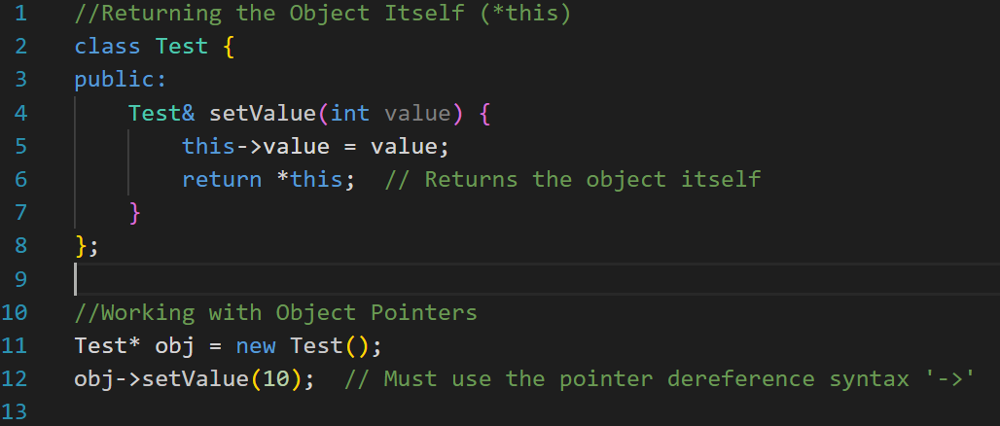 1 //Returning the Object Itself (*this)
2 class Test {
3 public:
4     Test& setValue(int value) {
5         this->value = value;
6         return *this;  // Returns the object itself
7     }
8 };
9
10 //Working with Object Pointers
11 Test* obj = new Test();
12 obj->setValue(10);  // Must use the pointer dereference syntax '->'
13